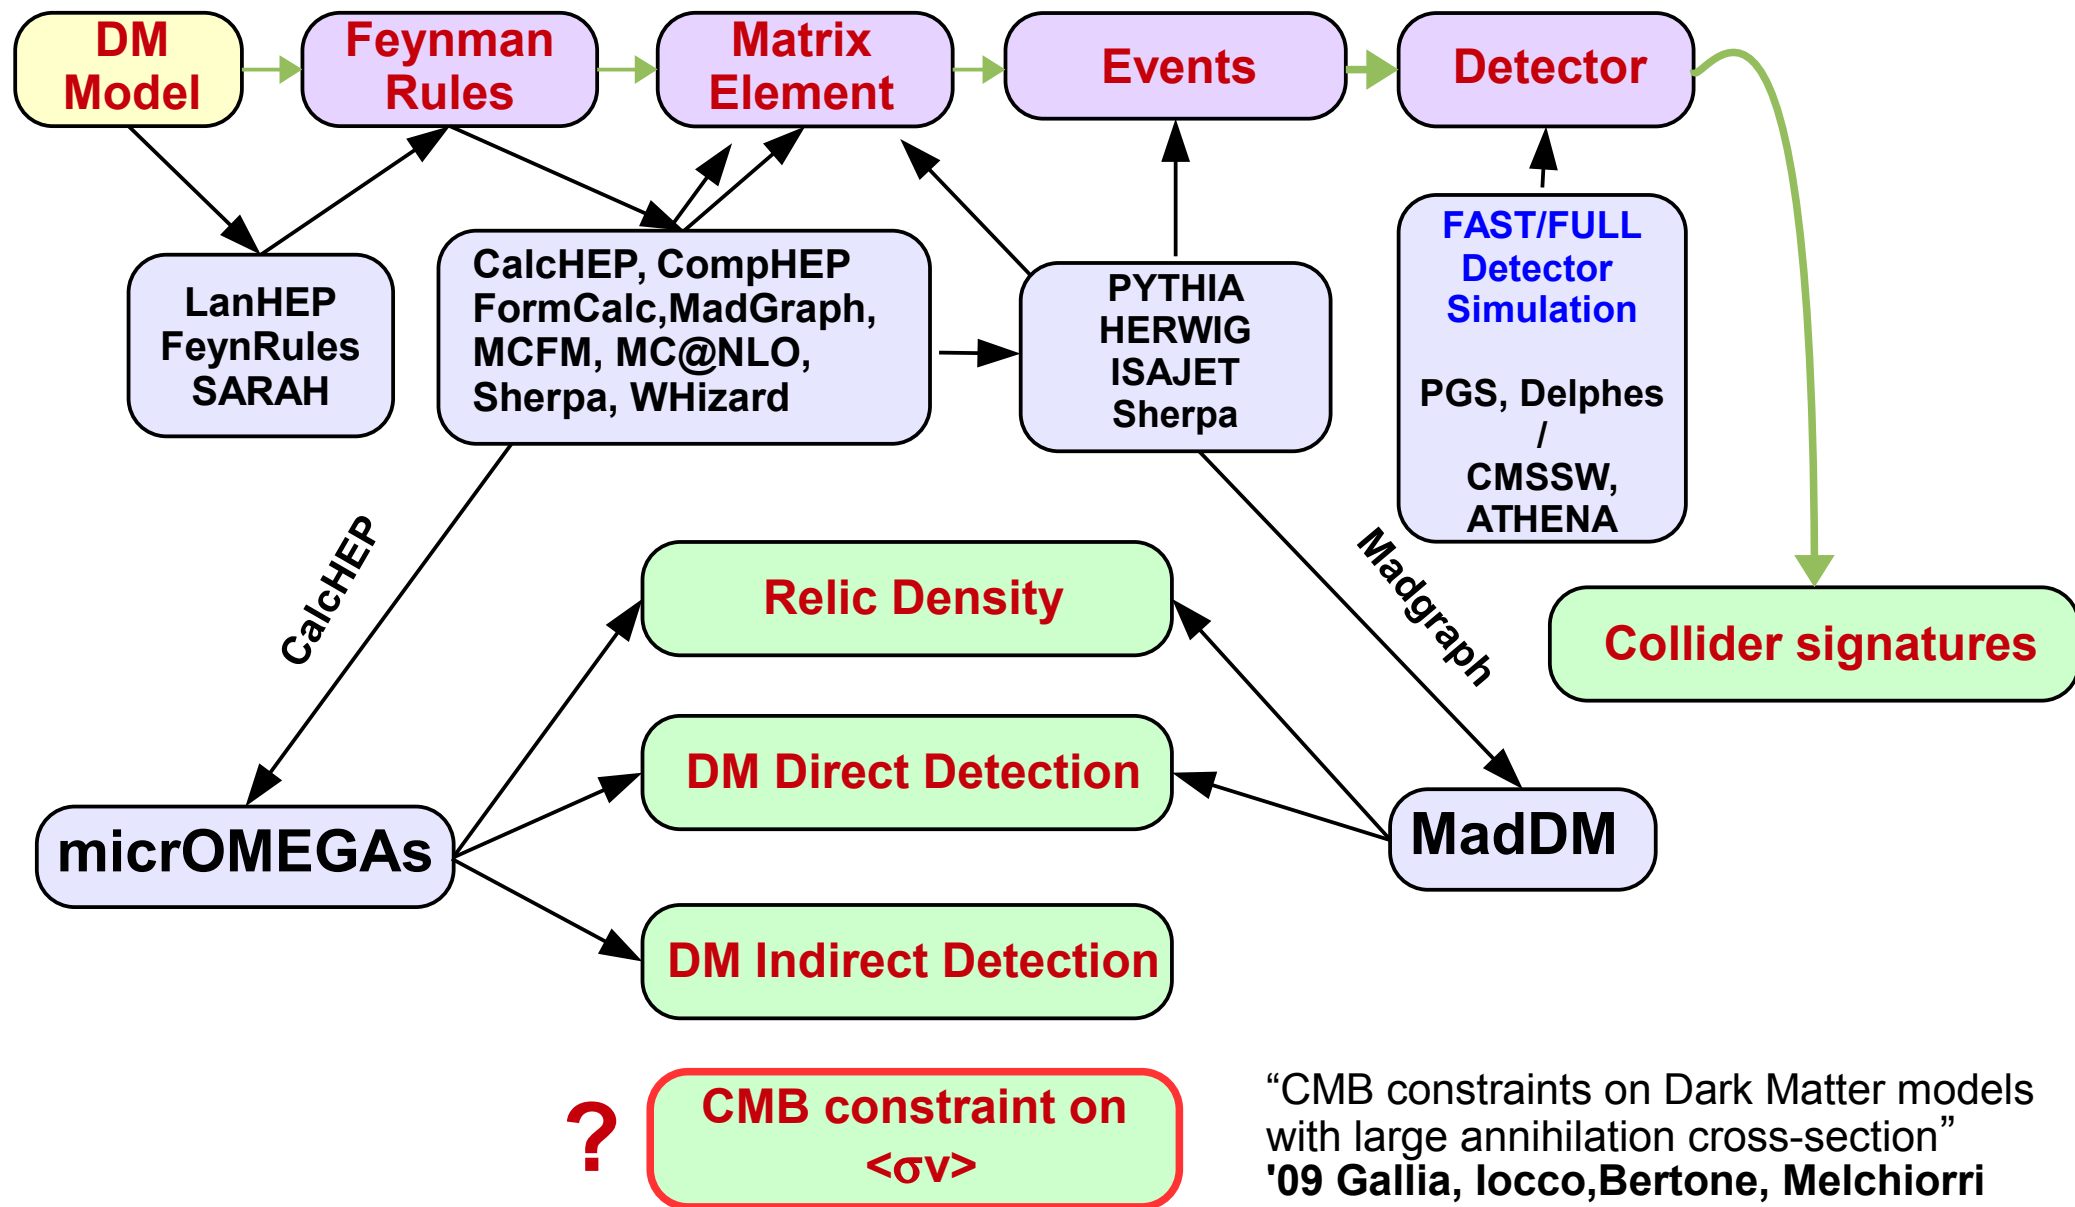 DM
Model
Feynman
Rules
Matrix
Element
Events
Detector
LanHEP
FeynRules
SARAH
CalcHEP, CompHEP
FormCalc,MadGraph,
MCFM, MC@NLO,
Sherpa, WHizard
PYTHIA
HERWIG
ISAJET
Sherpa
FAST/FULL
Detector
Simulation
PGS, Delphes
/
CMSSW,
ATHENA
CalcHEP
Madgraph
Relic Density
Collider signatures
DM Direct Detection
micrOMEGAs
MadDM
DM Indirect Detection
?
CMB constraint on
<σv>
“CMB constraints on Dark Matter models
with large annihilation cross-section”
'09 Gallia, Iocco,Bertone, Melchiorri